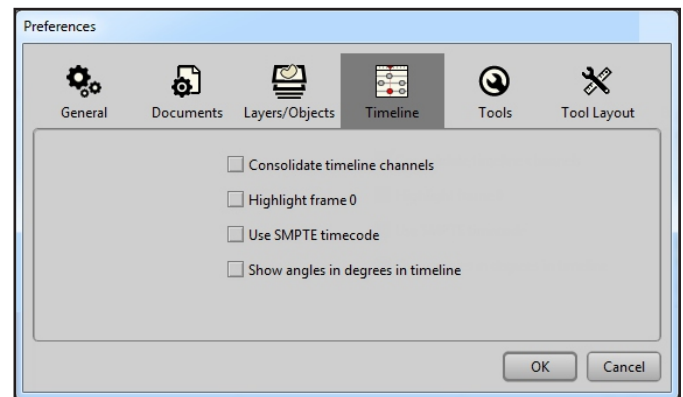 Preferences
General Documents Layers/Objects Timeline Tools Tool Layout
Consolidate timeline channels
Highlight frame 0
Use SMPTE timecode
Show angles in degrees in timeline
OK Cancel